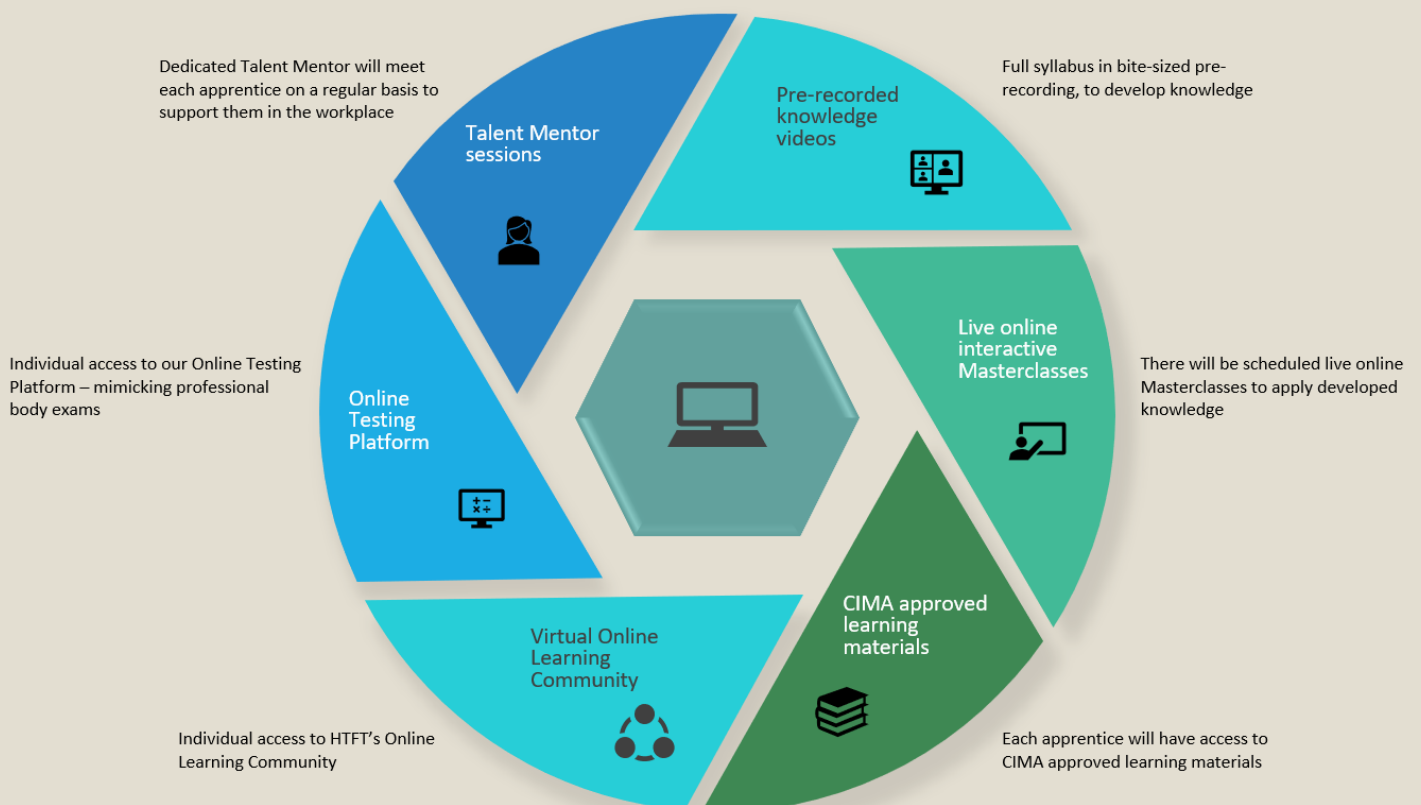 Dedicated Talent Mentor will meet
each apprentice on a regular basis to
support them in the workplace
Talent Mentor
sessions
Pre-recorded
knowledge
videos
Full syllabus in bite-sized pre-
recording, to develop knowledge
Live online
interactive
Masterclasses
There will be scheduled live online
Masterclasses to apply developed
knowledge
CIMA approved
learning
materials
Each apprentice will have access to
CIMA approved learning materials
Virtual Online
Learning
Community
Individual access to HTFT’s Online
Learning Community
Online
Testing
Platform
Individual access to our Online Testing
Platform – mimicking professional
body exams